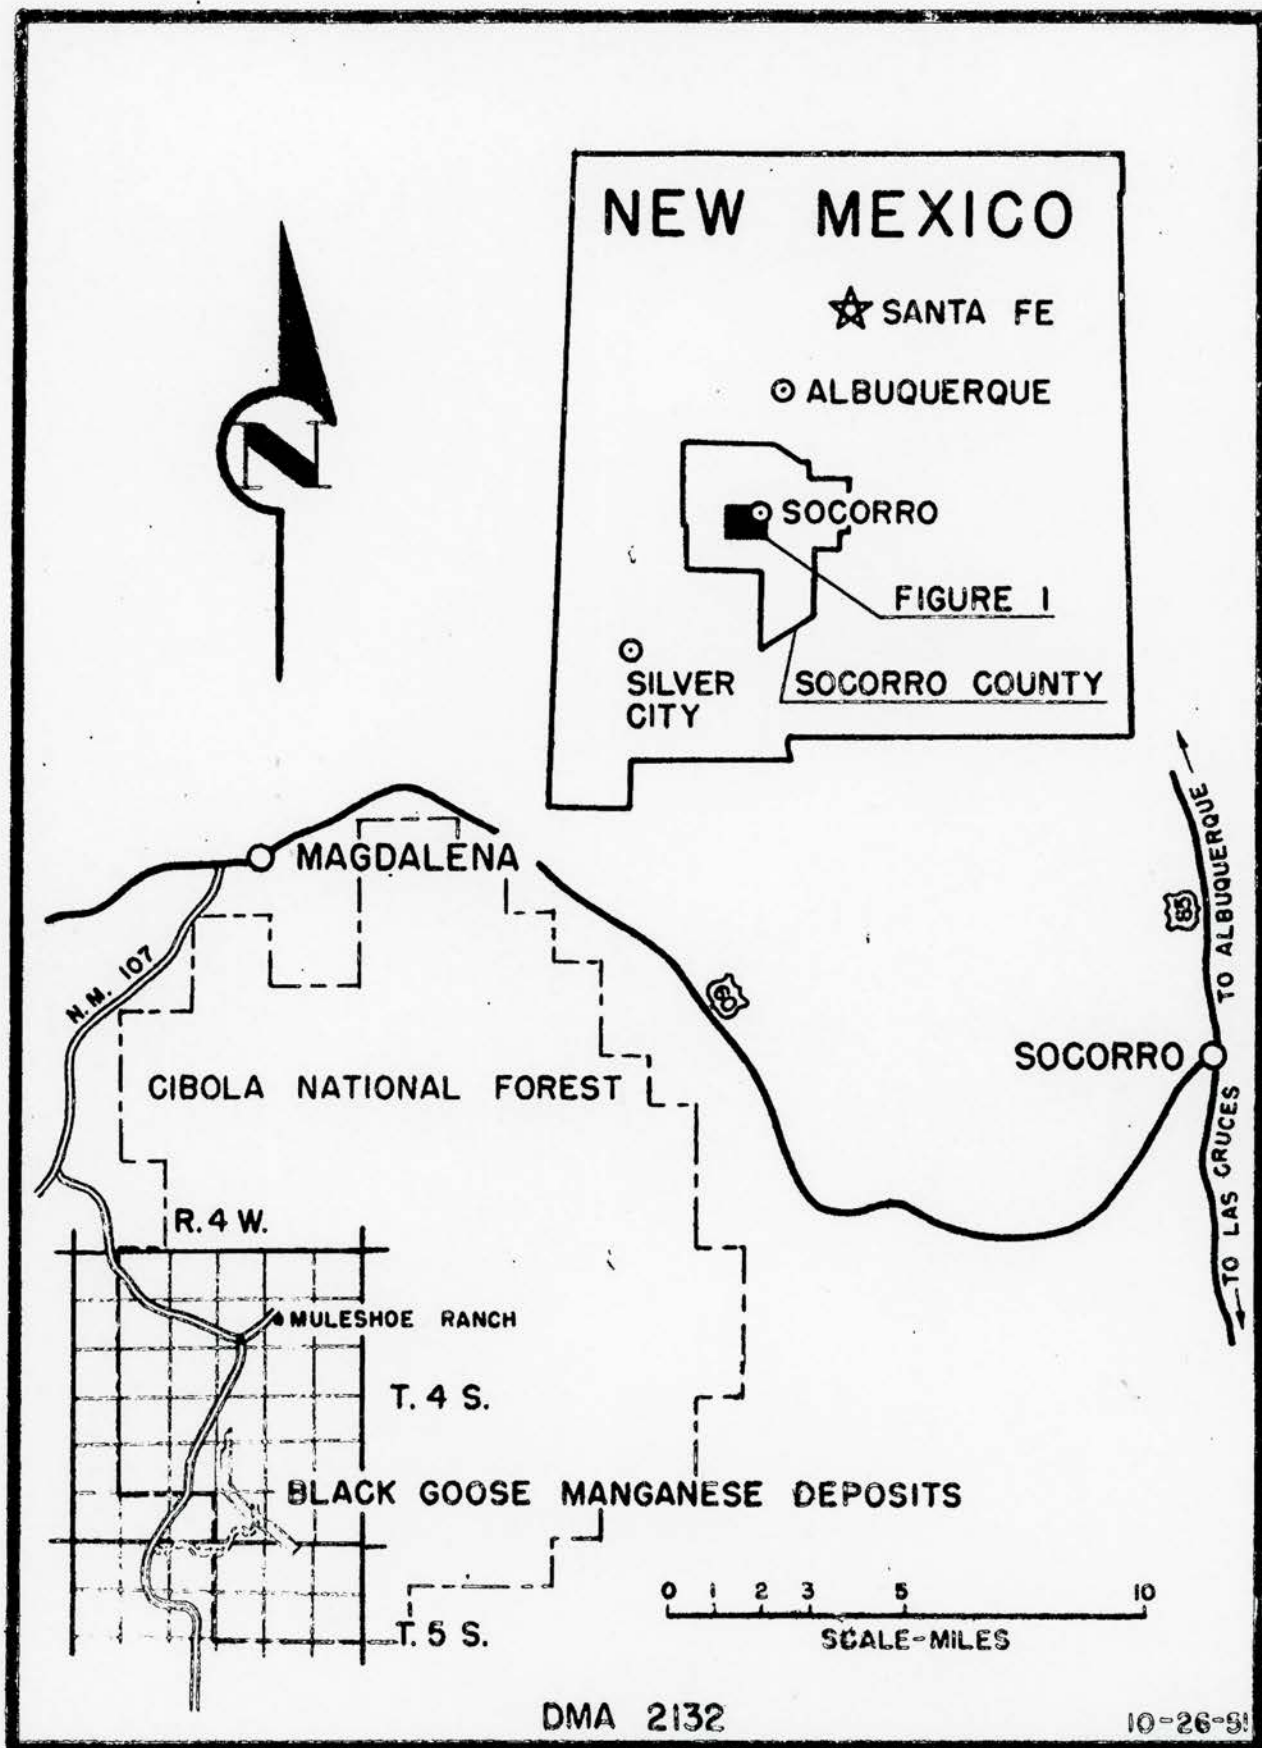 NEW MEXICO
SANTA FE
ALBUQUERQUE
SOCORRO
FIGURE 1
SILVER
CITY
SOCORRO COUNTY
N
MAGDALENA
N.M. 107
60
85
TO ALBUQUERQUE
SOCORRO
TO LAS CRUCES
CIBOLA NATIONAL FOREST
R. 4 W.
MULESHOE RANCH
T. 4 S.
BLACK GOOSE MANGANESE DEPOSITS
T. 5 S.
0 1 2 3 5 10
SCALE-MILES
DMA 2132
10-26-51